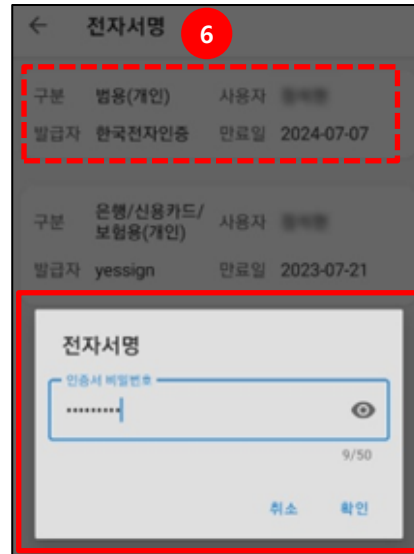 ← 전자서명 6
구분 범용(개인) 사용자
발급자 한국전자인증 만료일 2024-07-07
구분 은행/신용카드/
보험용(개인) 사용자
발급자 yessign 만료일 2023-07-21
전자서명
인증서 비밀번호
•••••••••
9/50
취소 확인